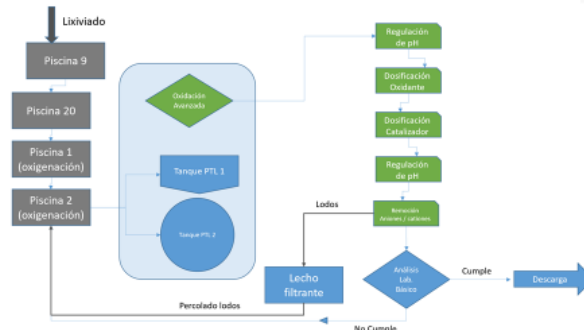 Lixiviado
Piscina 9
Piscina 20
Piscina 1
(oxigenación)
Piscina 2
(oxigenación)
Oxidación
Avanzada
Tanque PTL 1
Tanque PTL 2
Regulación
de pH
Dosificación
Oxidante
Dosificación
Catalizador
Regulación
de pH
Remoción
Aniones / cationes
Lodos
Lecho
filtrante
Percolado lodos
Análisis
Lab.
Básico
Cumple
Descarga
No Cumple